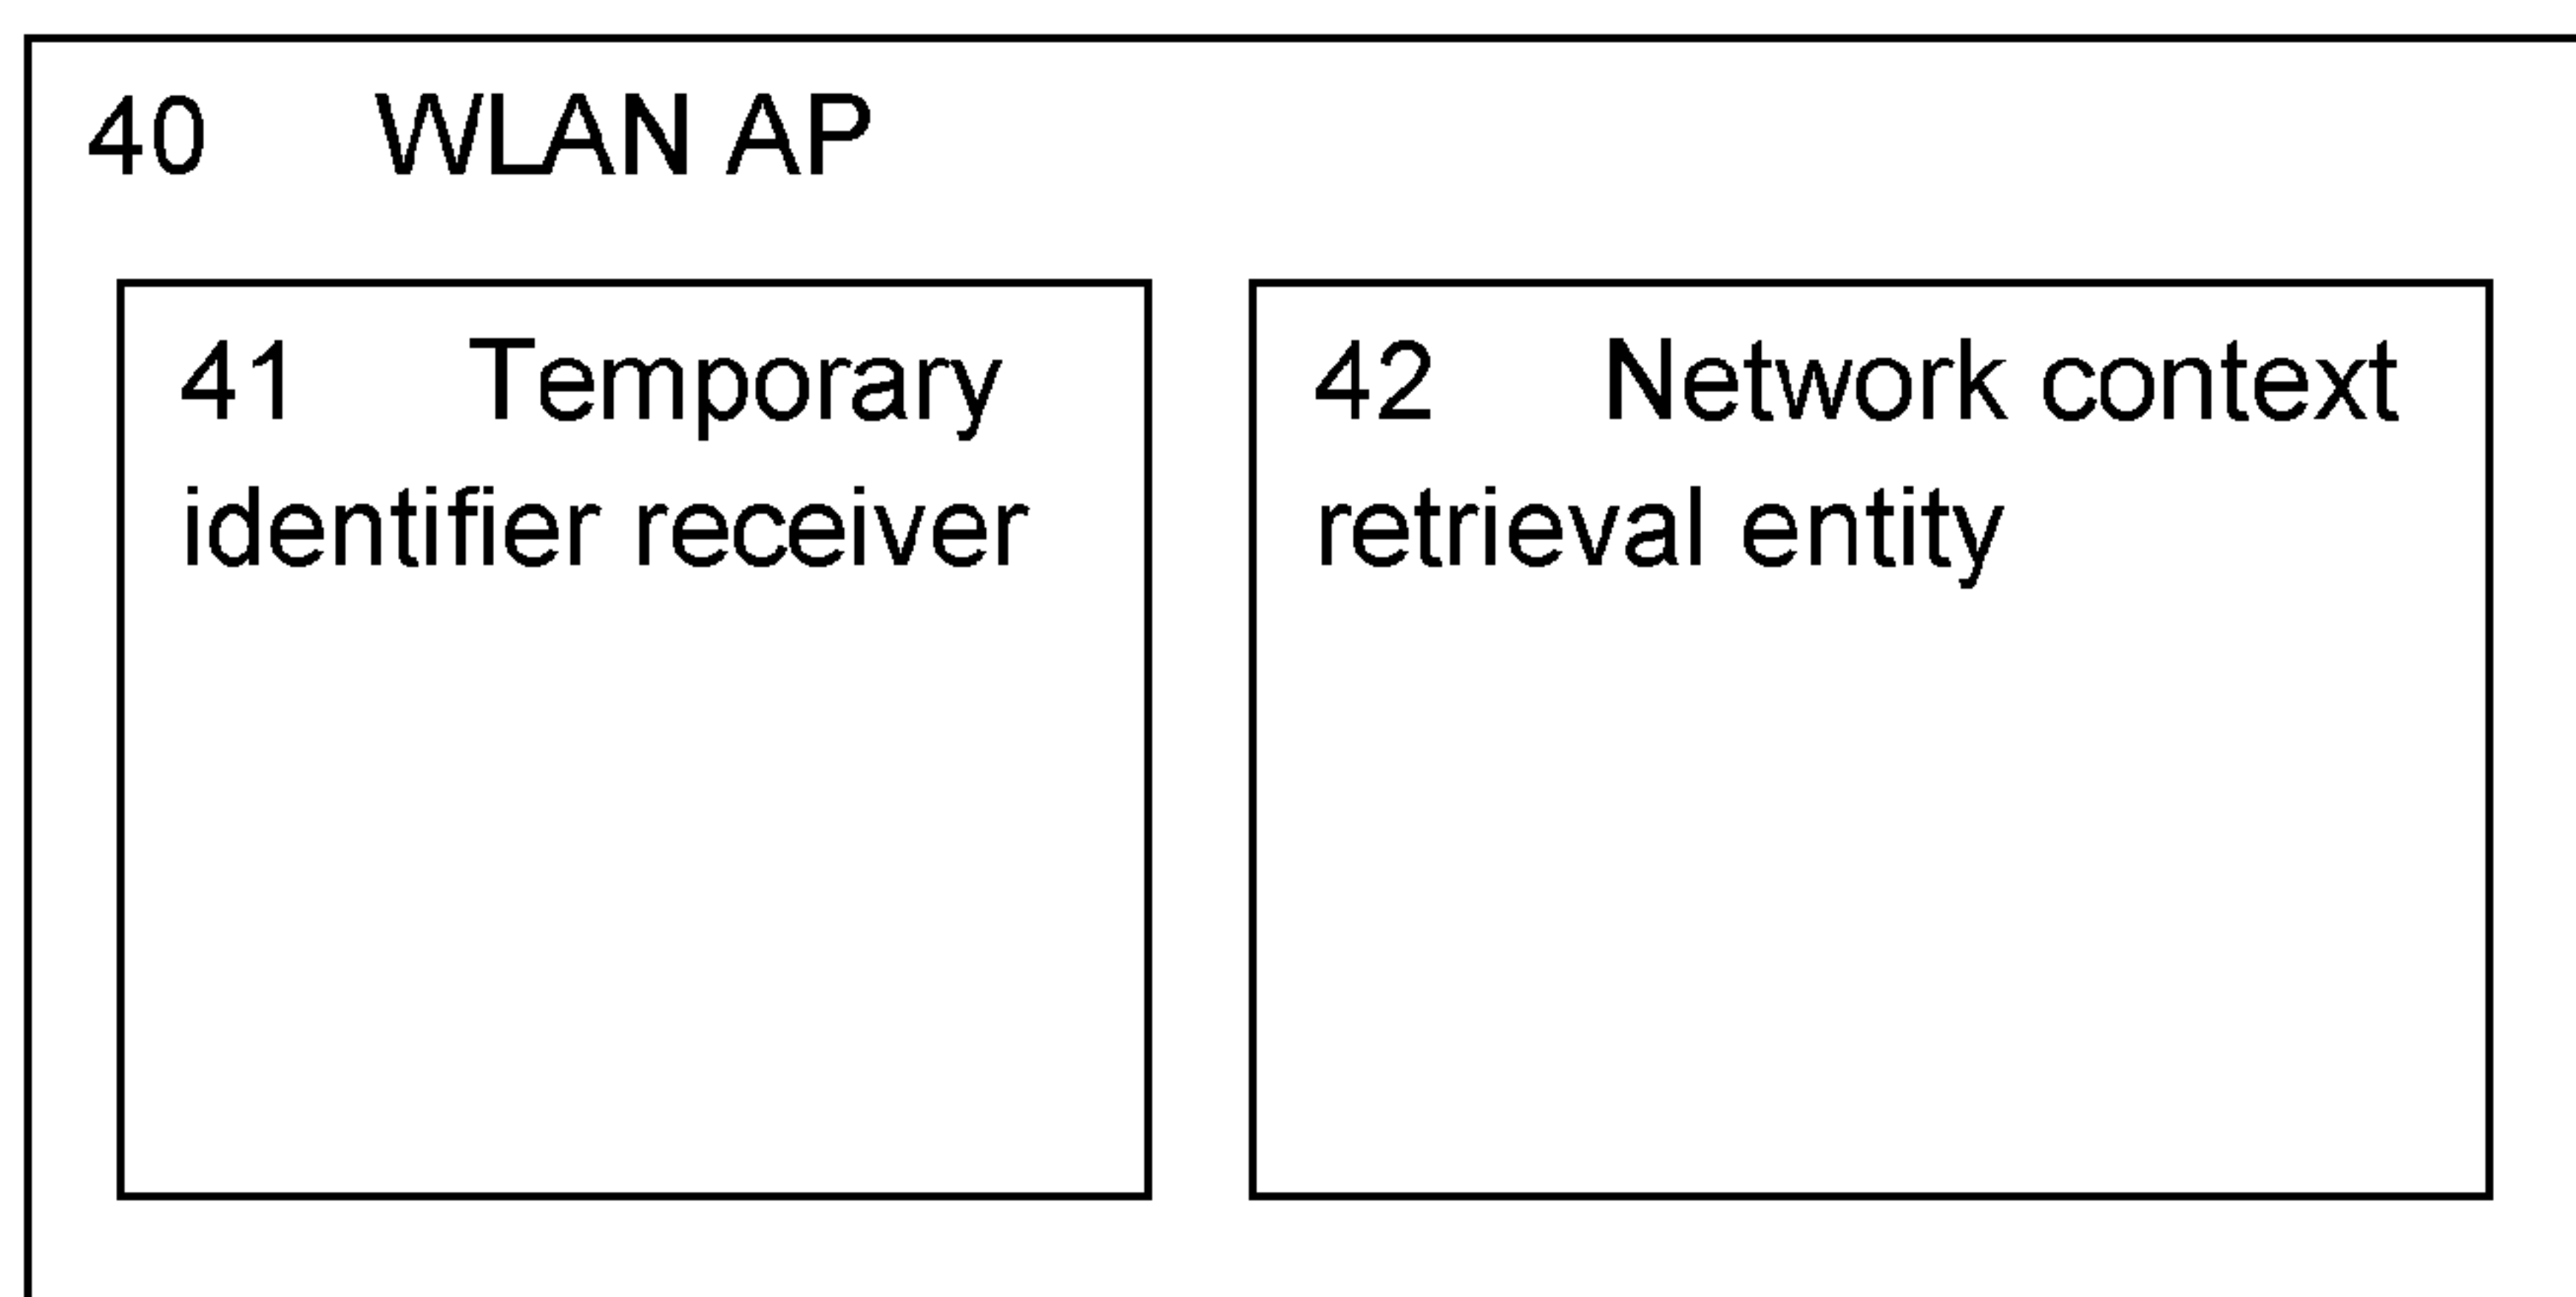 40 WLAN AP
41 Temporary
identifier receiver
42 Network context
retrieval entity